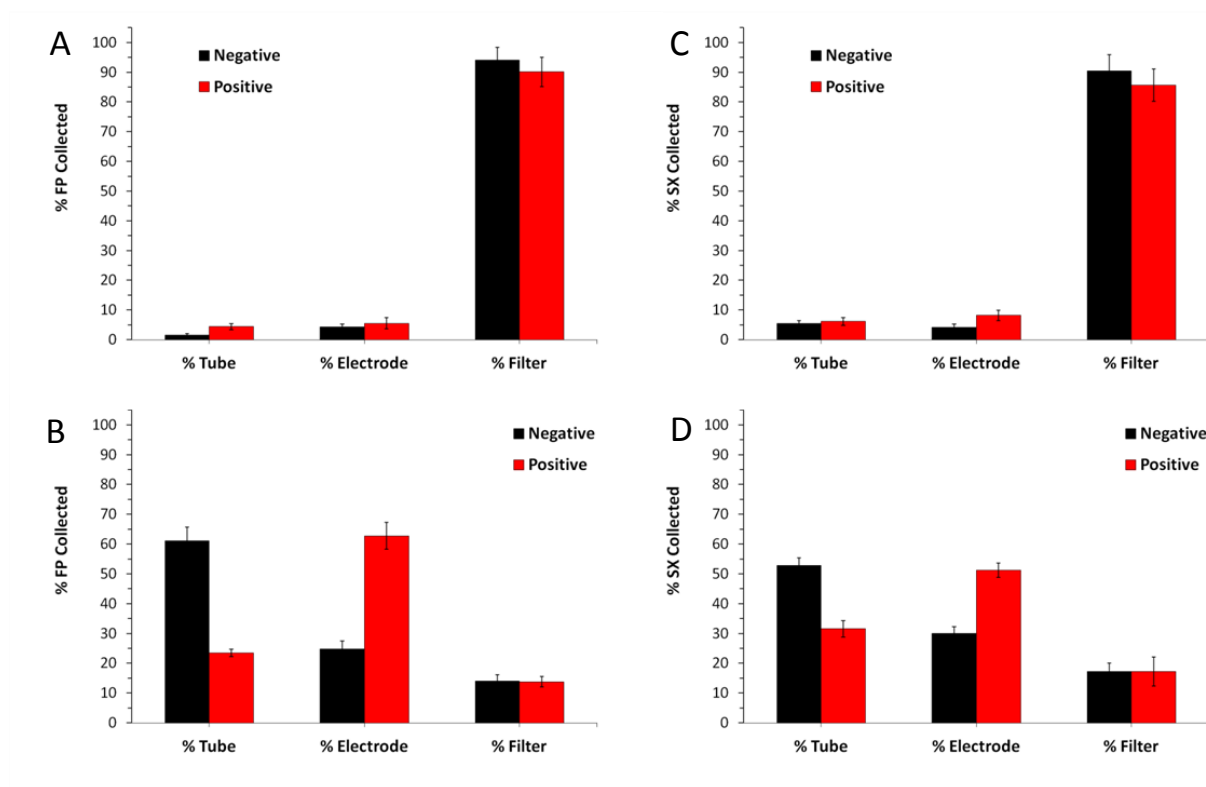 A
% FP Collected
100
90
80
70
60
50
40
30
20
10
0
Negative
Positive
% Tube
% Electrode
% Filter
C
% SX Collected
100
90
80
70
60
50
40
30
20
10
0
Negative
Positive
% Tube
% Electrode
% Filter
B
% FP Collected
100
90
80
70
60
50
40
30
20
10
0
Negative
Positive
% Tube
% Electrode
% Filter
D
% SX Collected
100
90
80
70
60
50
40
30
20
10
0
Negative
Positive
% Tube
% Electrode
% Filter